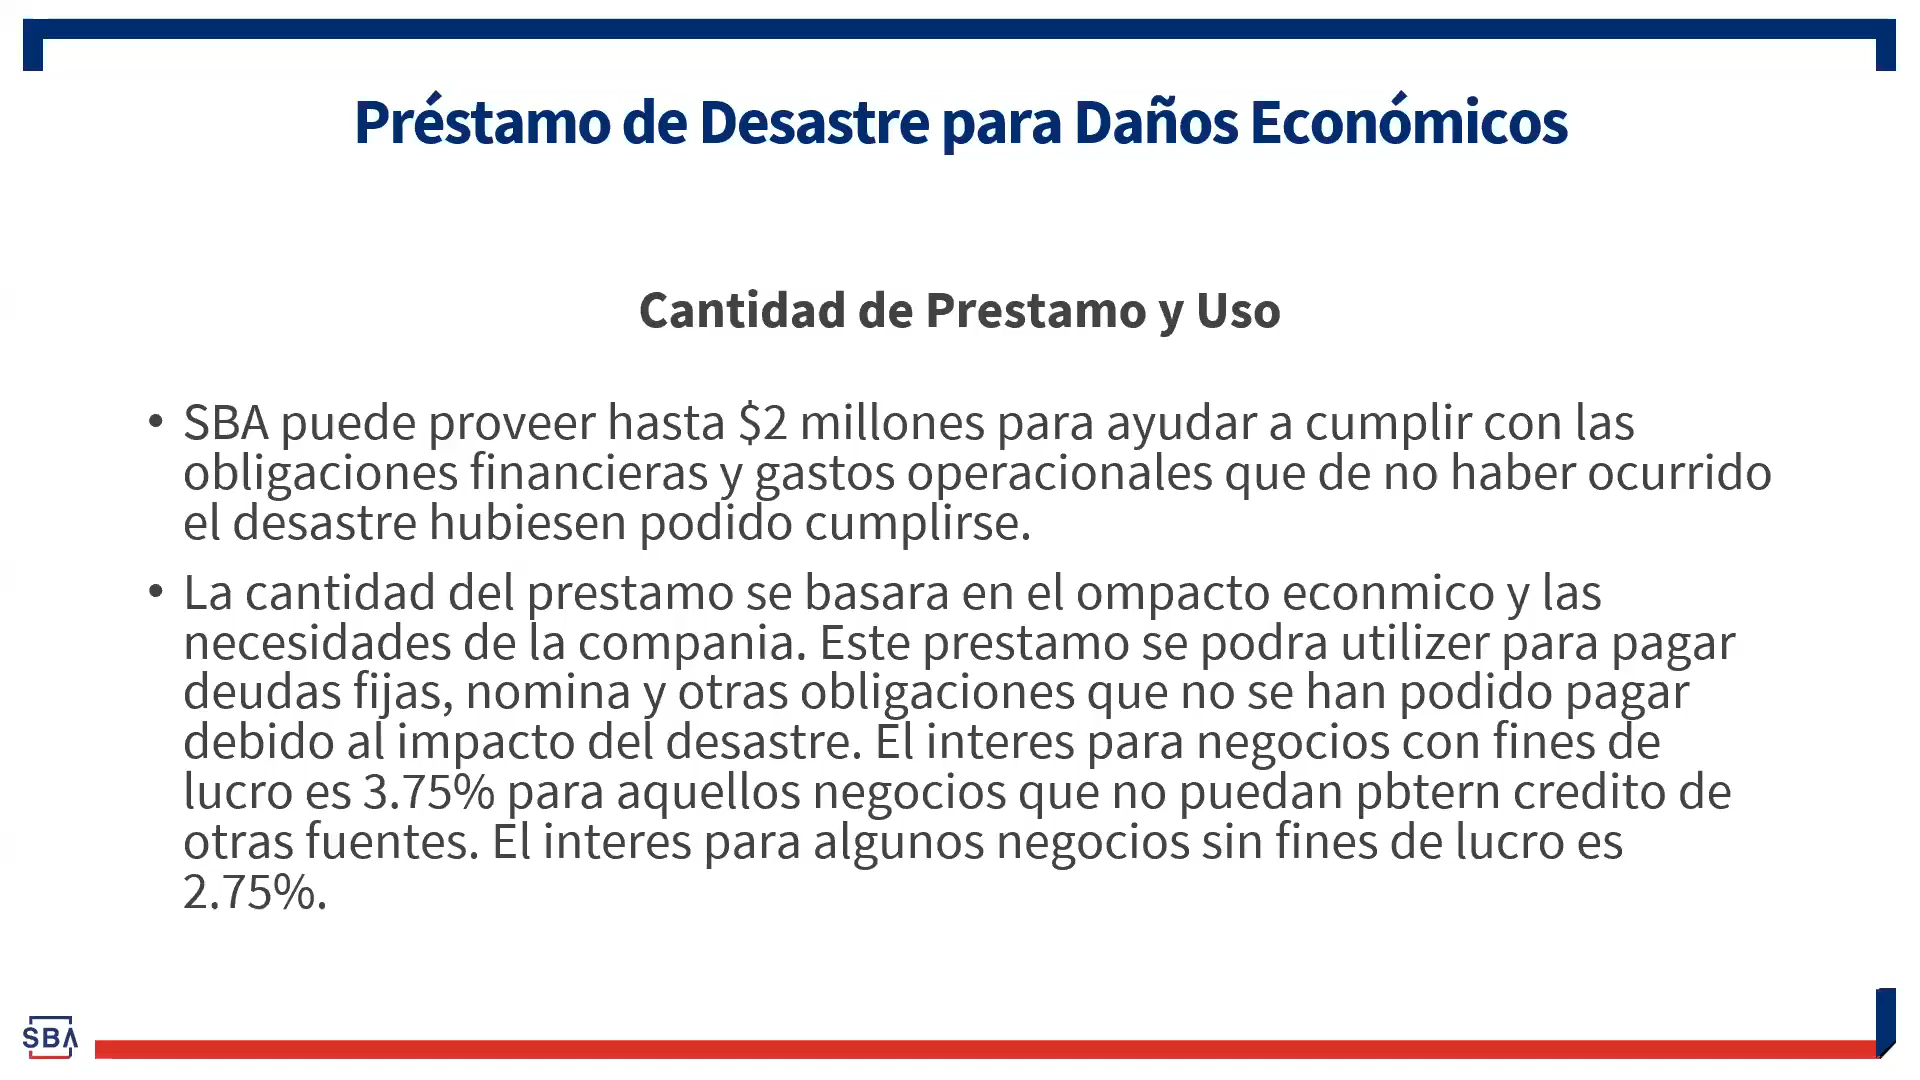 Préstamo de Desastre para Daños Económicos
Cantidad de Prestamo y Uso
• SBA puede proveer hasta $2 millones para ayudar a cumplir con las
obligaciones financieras y gastos operacionales que de no haber ocurrido
el desastre hubiesen podido cumplirse.
• La cantidad del prestamo se basara en el ompacto econmico y las
necesidades de la compania. Este prestamo se podra utilizer para pagar
deudas fijas, nomina y otras obligaciones que no se han podido pagar
debido al impacto del desastre. El interes para negocios con fines de
lucro es 3.75% para aquellos negocios que no puedan pbtern credito de
otras fuentes. El interes para algunos negocios sin fines de lucro es
2.75%.
SBA